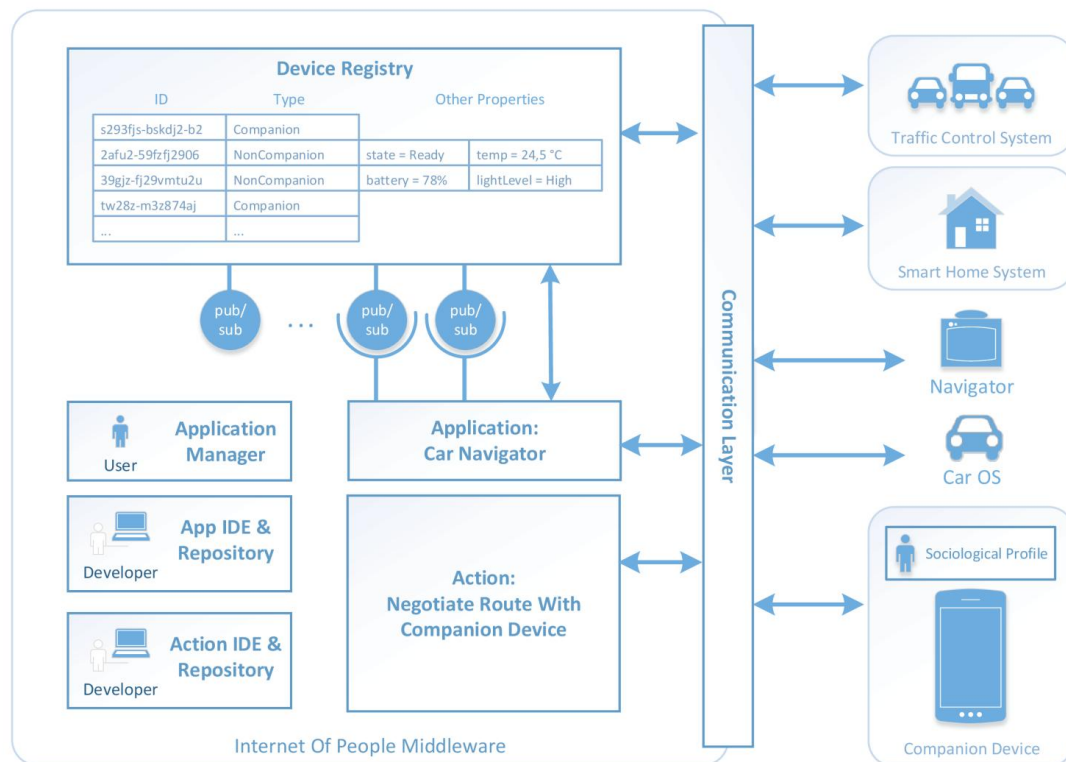 Device Registry
ID Type Other Properties
s293fjs-bskdj2-b2 Companion
2afu2-59fzfj2906 NonCompanion state = Ready temp = 24,5 °C
39gjz-fj29vmtu2u NonCompanion battery = 78% lightLevel = High
tw28z-m3z874aj Companion
... ...
pub/
sub
...
pub/
sub
pub/
sub
User
Application
Manager
Application:
Car Navigator
Developer
App IDE &
Repository
Action:
Negotiate Route With
Companion Device
Developer
Action IDE &
Repository
Internet Of People Middleware
Communication Layer
Traffic Control System
Smart Home System
Navigator
Car OS
Sociological Profile
Companion Device